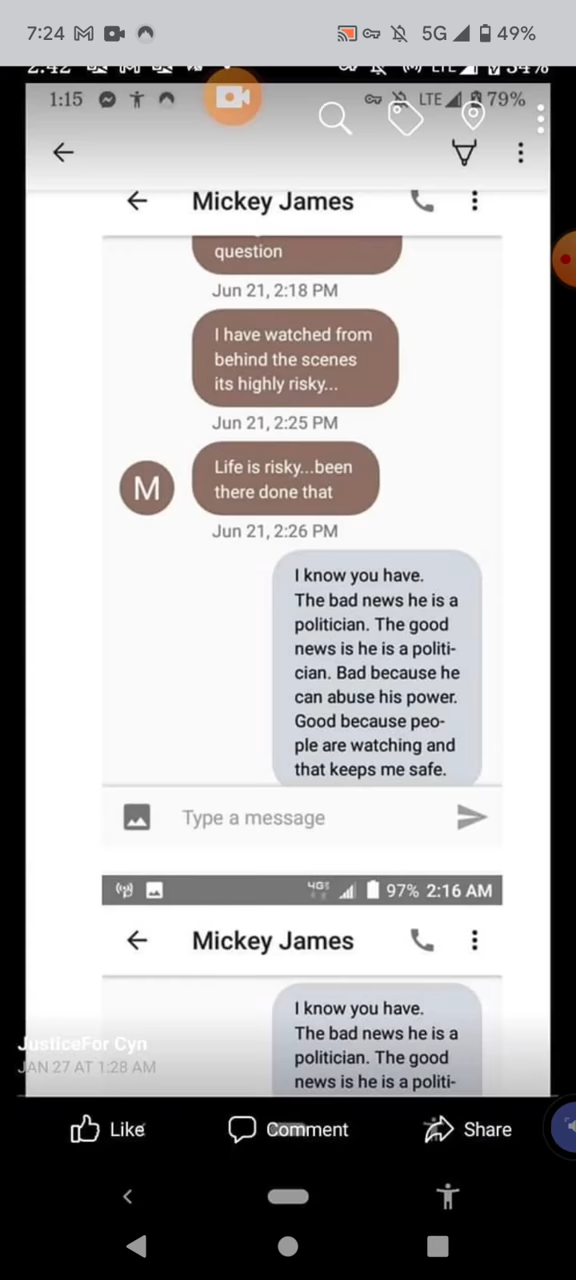 7:24 5G 49%
2:42 LTE 54%
1:15 LTE 79%
Mickey James
question
Jun 21, 2:18 PM
I have watched from
behind the scenes
its highly risky...
Jun 21, 2:25 PM
Life is risky...been
there done that
M
Jun 21, 2:26 PM
I know you have.
The bad news he is a
politician. The good
news is he is a politi-
cian. Bad because he
can abuse his power.
Good because peo-
ple are watching and
that keeps me safe.
Type a message
4G 97% 2:16 AM
Mickey James
I know you have.
The bad news he is a
politician. The good
news is he is a politi-
JusticeFor Cyn
JAN 27 AT 1:28 AM
Like Comment Share